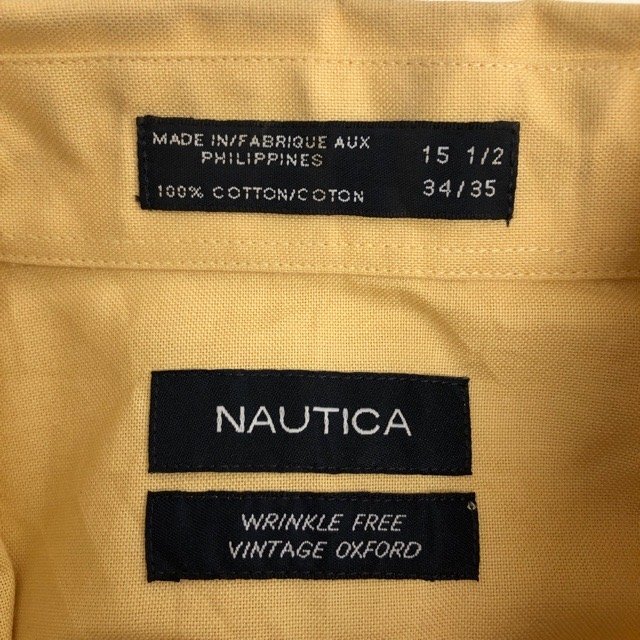 MADE IN/FABRIQUE AUX
PHILIPPINES
15 1/2
100% COTTON/COTON
34/35
NAUTICA
WRINKLE FREE
VINTAGE OXFORD